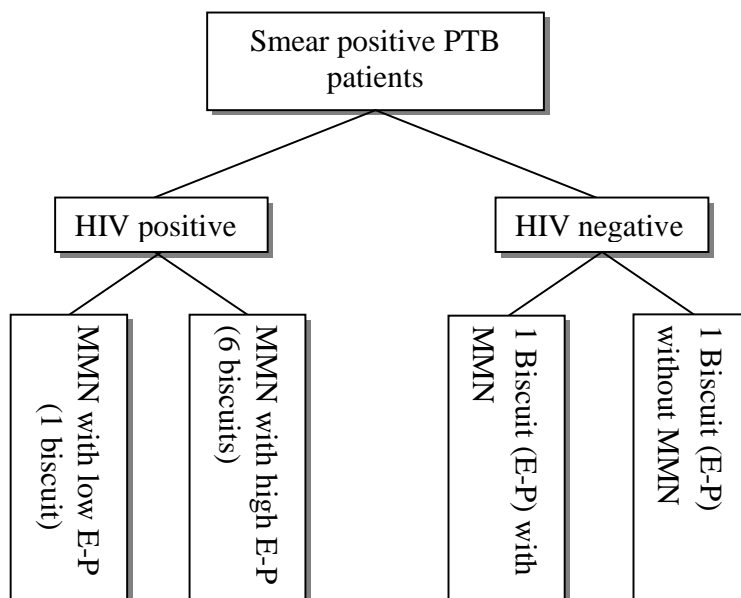 Smear positive PTB
patients
HIV positive
HIV negative
MMN with low E-P
(1 biscuit)
MMN with high E-P
(6 biscuits)
1 Biscuit (E-P) with
MMN
1 Biscuit (E-P)
without MMN